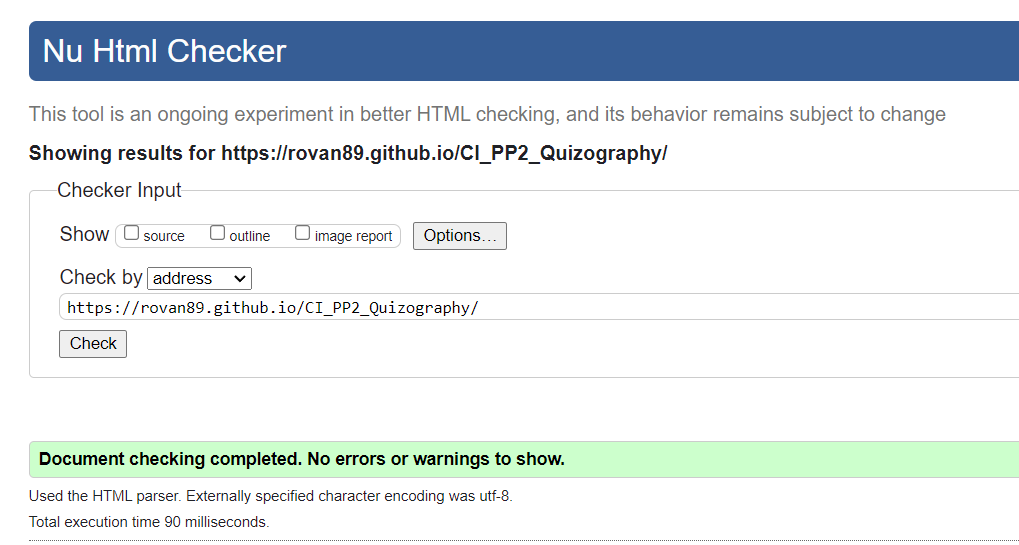 Nu Html Checker
This tool is an ongoing experiment in better HTML checking, and its behavior remains subject to change
Showing results for https://rovan89.github.io/CI_PP2_Quizography/
Checker Input
Show source outline image report Options...
Check by address
https://rovan89.github.io/CI_PP2_Quizography/
Check
Document checking completed. No errors or warnings to show.
Used the HTML parser. Externally specified character encoding was utf-8.
Total execution time 90 milliseconds.